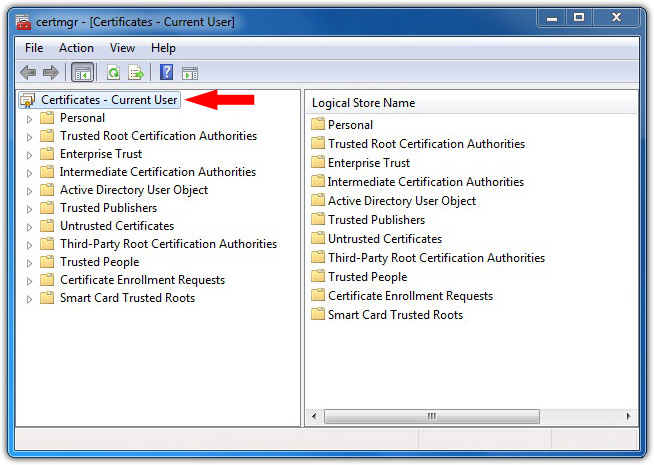 certmgr - [Certificates - Current User]
File Action View Help
Certificates - Current User
Personal
Trusted Root Certification Authorities
Enterprise Trust
Intermediate Certification Authorities
Active Directory User Object
Trusted Publishers
Untrusted Certificates
Third-Party Root Certification Authorities
Trusted People
Certificate Enrollment Requests
Smart Card Trusted Roots
Logical Store Name
Personal
Trusted Root Certification Authorities
Enterprise Trust
Intermediate Certification Authorities
Active Directory User Object
Trusted Publishers
Untrusted Certificates
Third-Party Root Certification Authorities
Trusted People
Certificate Enrollment Requests
Smart Card Trusted Roots